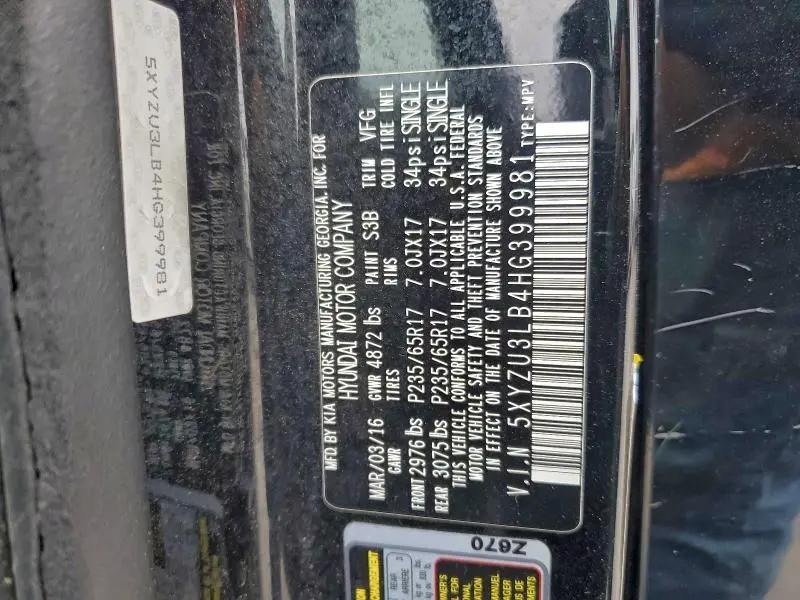 5XYZU3LB4HG399981
MFD.BY KIA MOTORS MANUFACTURING GEORGIA, INC. FOR
HYUNDAI MOTOR COMPANY
MAR/03/16 GVWR 4872 lbs PAINT S3B TRIM VFG
GAWR TIRES RIMS COLD TIRE INFL
FRONT 2976 lbs P235/65R17 7.0JX17 34psi SINGLE
REAR 3075 lbs P235/65R17 7.0JX17 34psi SINGLE
THIS VEHICLE CONFORMS TO ALL APPLICABLE U.S.A. FEDERAL
MOTOR VEHICLE SAFETY AND THEFT PREVENTION STANDARDS
IN EFFECT ON THE DATE OF MANUFACTURE SHOWN ABOVE
V.I.N 5XYZU3LB4HG399981 TYPE:MPV
Z670
REAR
ARRIERE